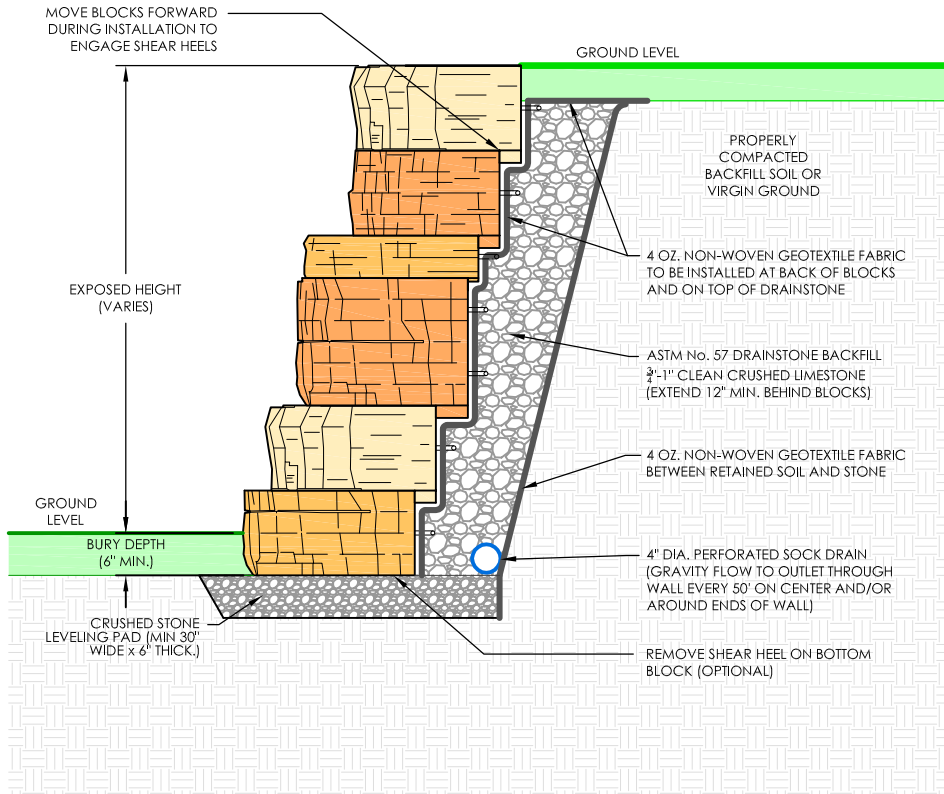 MOVE BLOCKS FORWARD
DURING INSTALLATION TO
ENGAGE SHEAR HEELS
GROUND LEVEL
PROPERLY
COMPACTED
BACKFILL SOIL OR
VIRGIN GROUND
4 OZ. NON-WOVEN GEOTEXTILE FABRIC
TO BE INSTALLED AT BACK OF BLOCKS
AND ON TOP OF DRAINSTONE
EXPOSED HEIGHT
(VARIES)
ASTM No. 57 DRAINSTONE BACKFILL
3/4"-1" CLEAN CRUSHED LIMESTONE
(EXTEND 12" MIN. BEHIND BLOCKS)
4 OZ. NON-WOVEN GEOTEXTILE FABRIC
BETWEEN RETAINED SOIL AND STONE
GROUND
LEVEL
BURY DEPTH
(6" MIN.)
4" DIA. PERFORATED SOCK DRAIN
(GRAVITY FLOW TO OUTLET THROUGH
WALL EVERY 50' ON CENTER AND/OR
AROUND ENDS OF WALL)
CRUSHED STONE
LEVELING PAD (MIN 30"
WIDE x 6" THICK.)
REMOVE SHEAR HEEL ON BOTTOM
BLOCK (OPTIONAL)